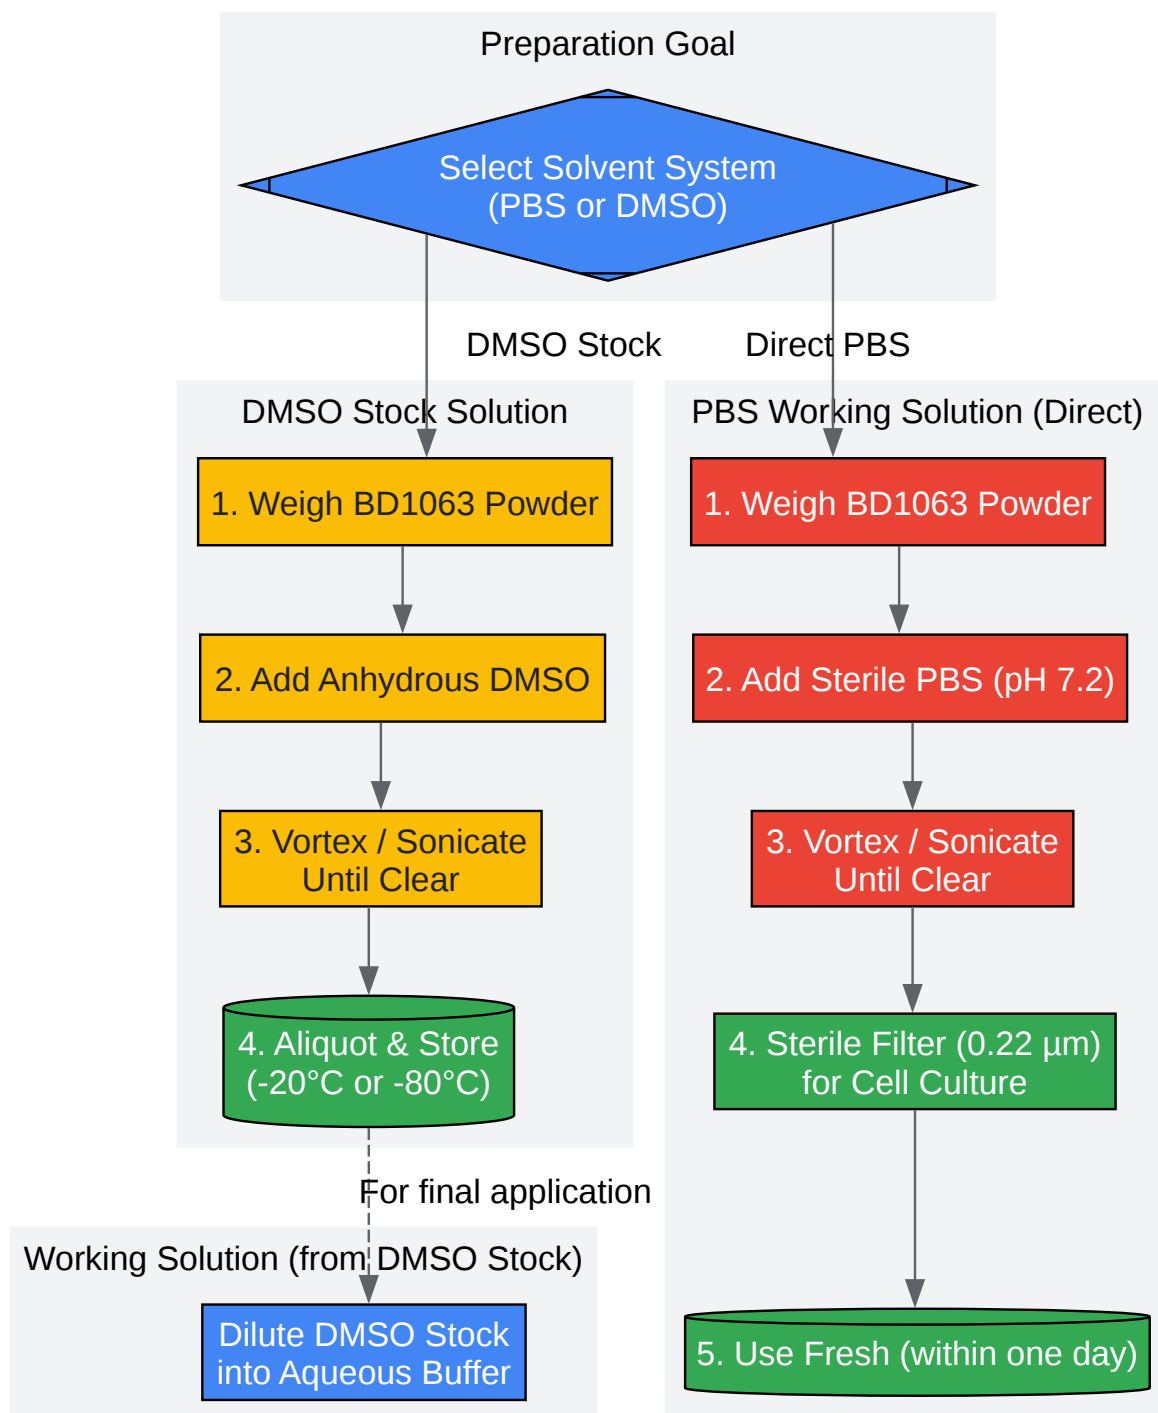 Preparation Goal
Select Solvent System
(PBS or DMSO)
DMSO Stock
Direct PBS
DMSO Stock Solution
1. Weigh BD1063 Powder
2. Add Anhydrous DMSO
3. Vortex / Sonicate
Until Clear
4. Aliquot & Store
(-20°C or -80°C)
For final application
Working Solution (from DMSO Stock)
Dilute DMSO Stock
into Aqueous Buffer
PBS Working Solution (Direct)
1. Weigh BD1063 Powder
2. Add Sterile PBS (pH 7.2)
3. Vortex / Sonicate
Until Clear
4. Sterile Filter (0.22 µm)
for Cell Culture
5. Use Fresh (within one day)